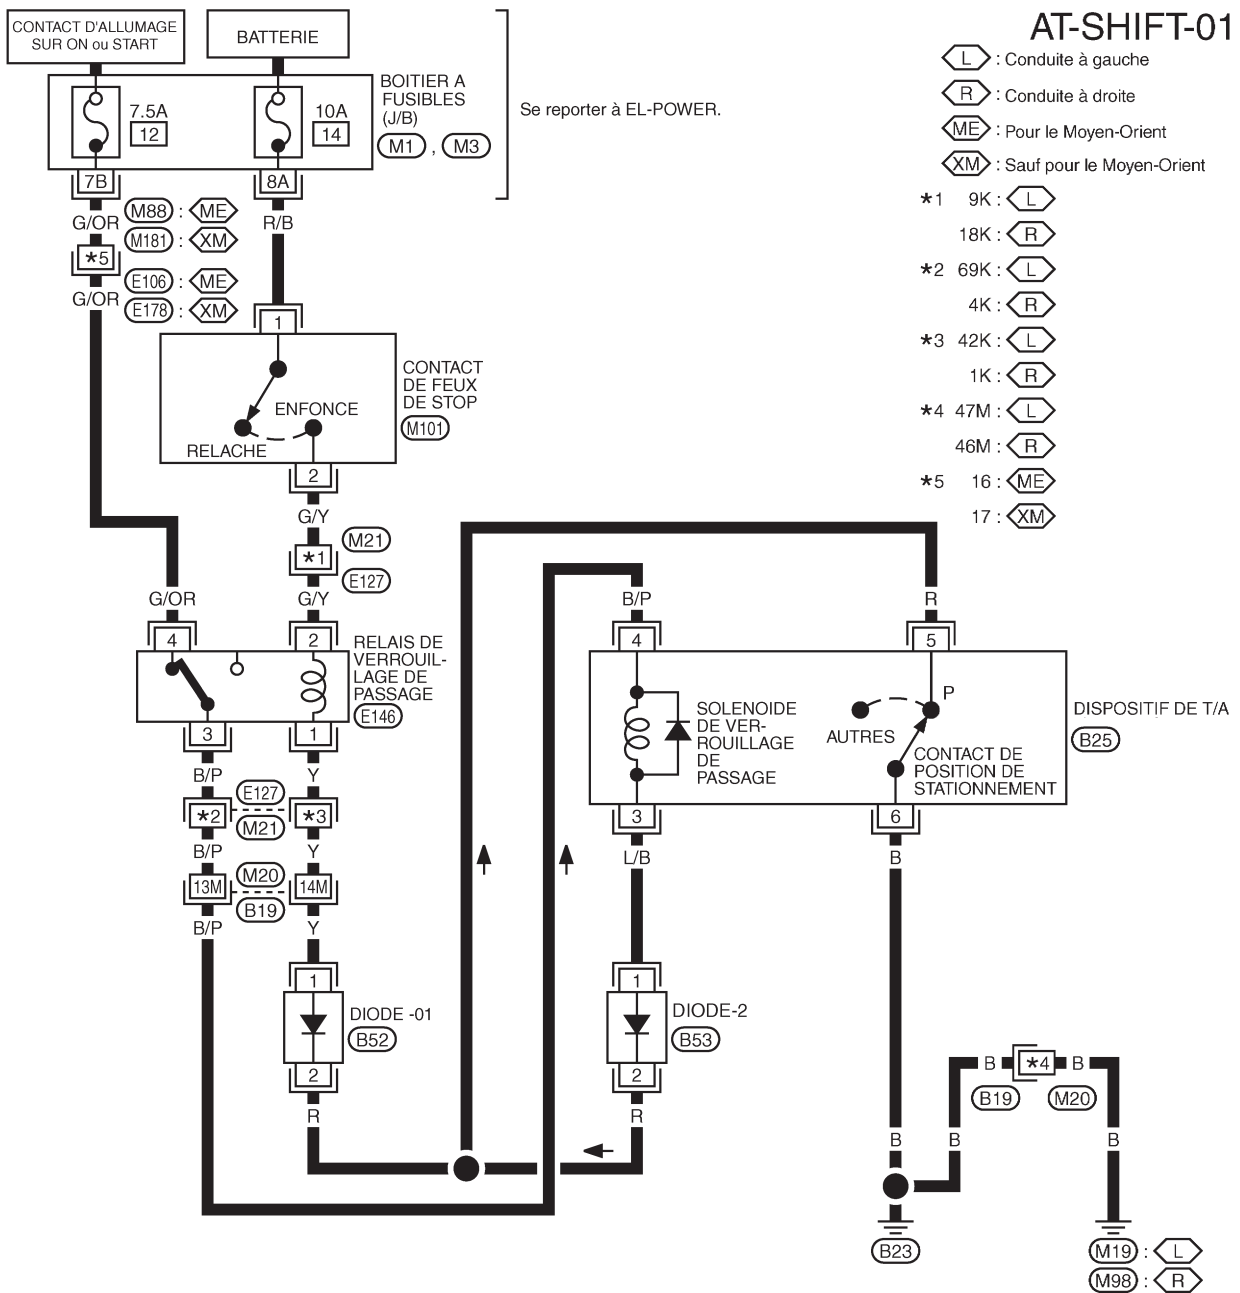 AT-SHIFT-01
CONTACT D'ALLUMAGE
SUR ON ou START
BATTERIE
BOITIER A
FUSIBLES
(J/B)
M1 , M3
7.5A
12
10A
14
7B
8A
Se reporter à EL-POWER.
L : Conduite à gauche
R : Conduite à droite
ME : Pour le Moyen-Orient
XM : Sauf pour le Moyen-Orient
*1 9K : L
18K : R
*2 69K : L
4K : R
*3 42K : L
1K : R
*4 47M : L
46M : R
*5 16 : ME
17 : XM
G/OR
M88 : ME
M181 : XM
*5
E106 : ME
E178 : XM
G/OR
R/B
1
CONTACT
DE FEUX
DE STOP
M101
ENFONCE
RELACHE
2
G/Y
*1
M21
E127
G/Y
G/OR
4
2
RELAIS DE
VERROUIL-
LAGE DE
PASSAGE
E146
3
1
B/P
Y
E127
*2
*3
M21
B/P
Y
M20
13M
14M
B19
B/P
Y
1
DIODE -01
B52
2
R
B/P
R
4
5
SOLENOIDE
DE VER-
ROUILLAGE
DE
PASSAGE
P
AUTRES
CONTACT DE
POSITION DE
STATIONNEMENT
DISPOSITIF DE T/A
B25
3
6
L/B
B
1
DIODE-2
B53
2
R
B
*4
B
B19
M20
B
B
B
B23
M19 : L
M98 : R